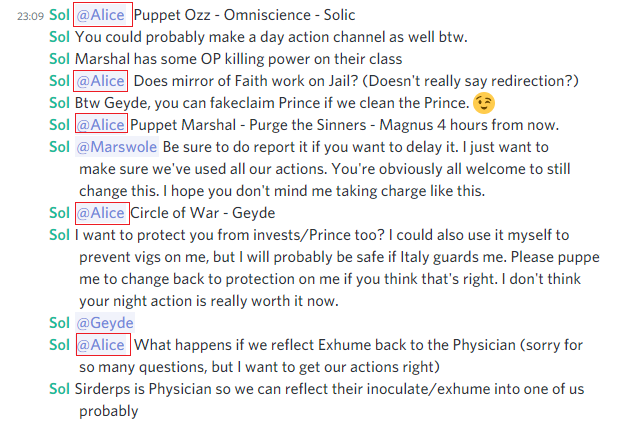 23:09 Sol @Alice Puppet Ozz - Omniscience - Solic
Sol You could probably make a day action channel as well btw.
Sol Marshal has some OP killing power on their class
Sol @Alice Does mirror of Faith work on Jail? (Doesn't really say redirection?)
Sol Btw Geyde, you can fakeclaim Prince if we clean the Prince. 😉
Sol @Alice Puppet Marshal - Purge the Sinners - Magnus 4 hours from now.
Sol @Marswole Be sure to do report it if you want to delay it. I just want to
make sure we've used all our actions. You're obviously all welcome to still
change this. I hope you don't mind me taking charge like this.
Sol @Alice Circle of War - Geyde
Sol I want to protect you from invests/Prince too? I could also use it myself to
prevent vigs on me, but I will probably be safe if Italy guards me. Please puppe
me to change back to protection on me if you think that's right. I don't think
your night action is really worth it now.
Sol @Geyde
Sol @Alice What happens if we reflect Exhume back to the Physician (sorry for
so many questions, but I want to get our actions right)
Sol Sirderps is Physician so we can reflect their inoculate/exhume into one of us
probably